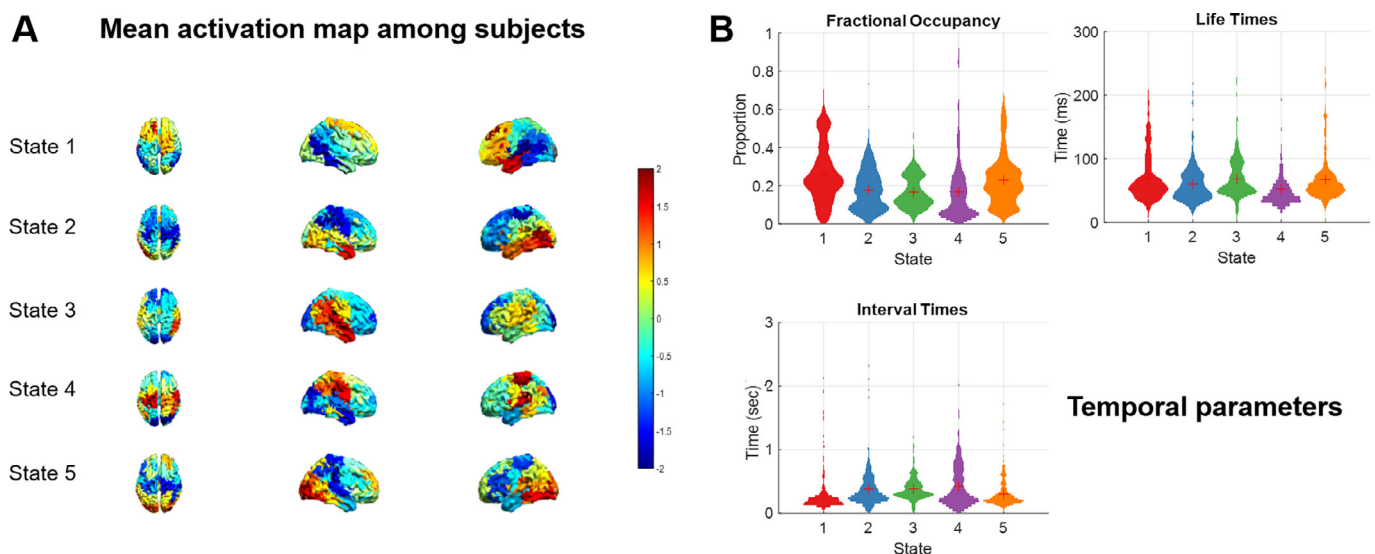 A
Mean activation map among subjects
State 1
State 2
State 3
State 4
State 5
2
1.5
1
0.5
0
-0.5
-1
-1.5
-2
B
Fractional Occupancy
Proportion
1
0.8
0.6
0.4
0.2
0
1 2 3 4 5
State
Life Times
Time (ms)
300
200
100
0
1 2 3 4 5
State
Interval Times
Time (sec)
3
2
1
0
1 2 3 4 5
State
Temporal parameters